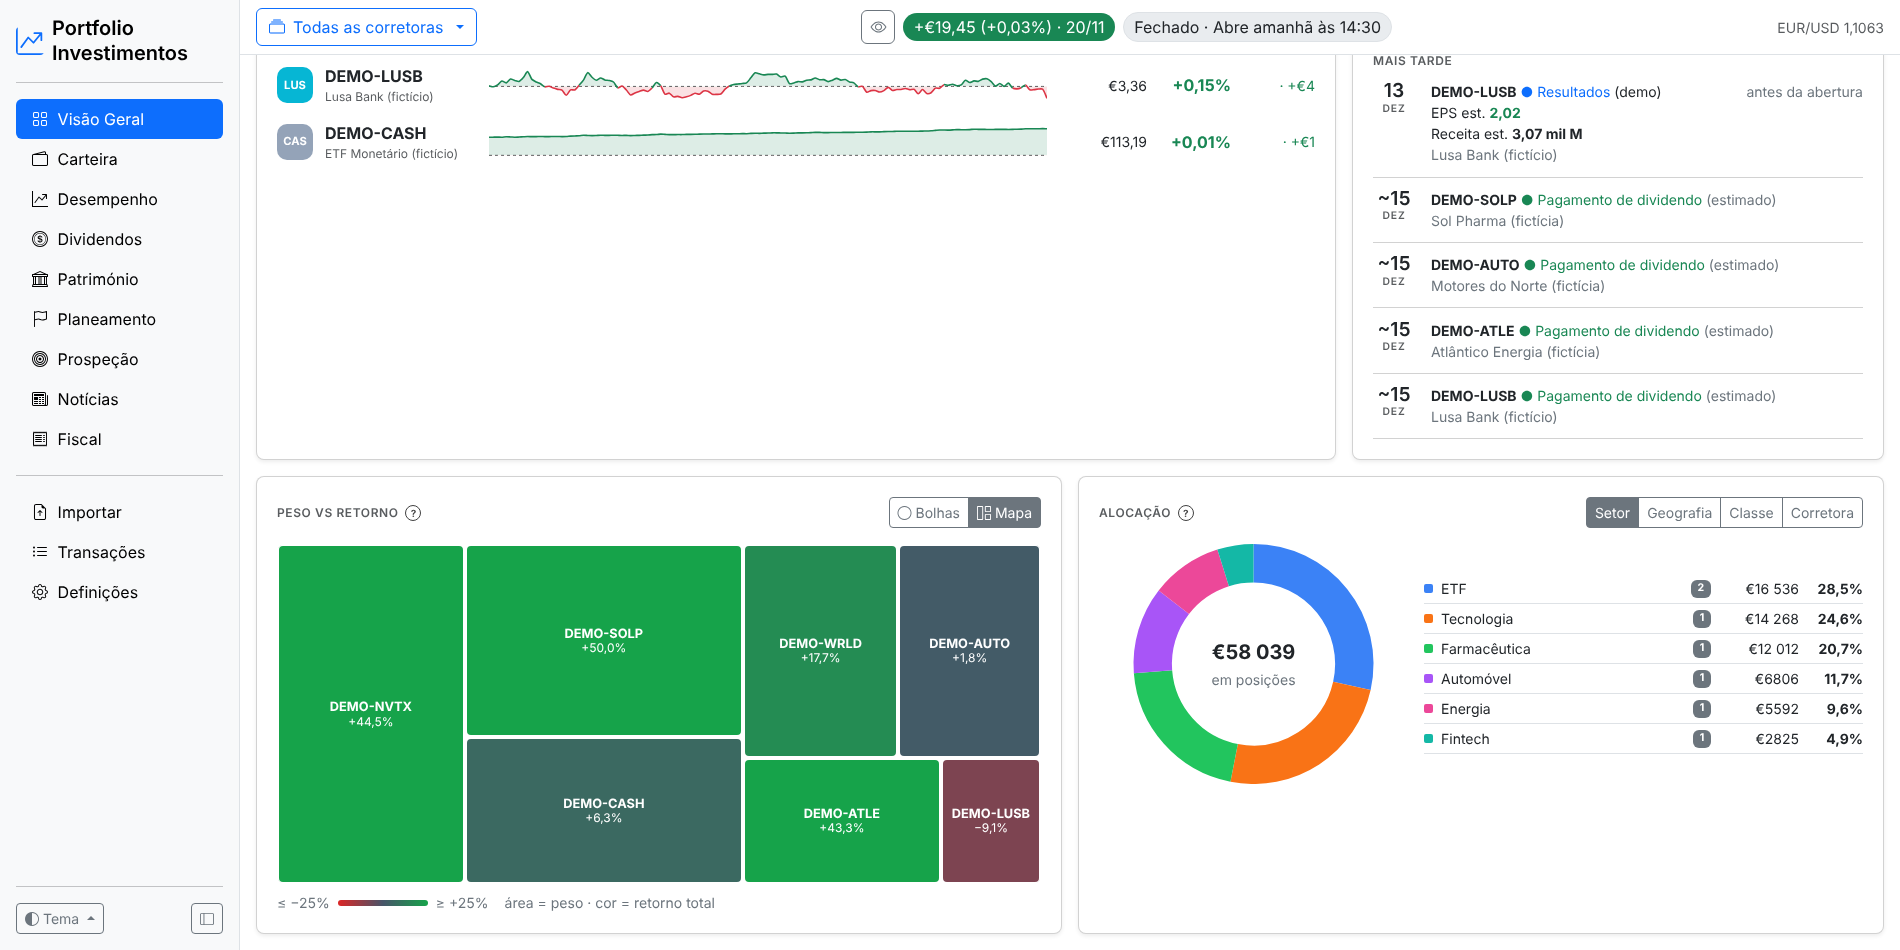 Portfolio
Investimentos
Visão Geral
Carteira
Desempenho
Dividendos
Património
Planeamento
Prospeção
Notícias
Fiscal
Importar
Transações
Definições
Tema
Todas as corretoras
+€19,45 (+0,03%) · 20/11
Fechado · Abre amanhã às 14:30
EUR/USD 1,1063
LUS
DEMO-LUSB
Lusa Bank (fictício)
€3,36
+0,15%
· +€4
CAS
DEMO-CASH
ETF Monetário (fictício)
€113,19
+0,01%
· +€1
MAIS TARDE
13
DEZ
DEMO-LUSB Resultados (demo)
antes da abertura
EPS est. 2,02
Receita est. 3,07 mil M
Lusa Bank (fictício)
~15
DEZ
DEMO-SOLP Pagamento de dividendo (estimado)
Sol Pharma (fictícia)
~15
DEZ
DEMO-AUTO Pagamento de dividendo (estimado)
Motores do Norte (fictícia)
~15
DEZ
DEMO-ATLE Pagamento de dividendo (estimado)
Atlântico Energia (fictícia)
~15
DEZ
DEMO-LUSB Pagamento de dividendo (estimado)
Lusa Bank (fictício)
PESO VS RETORNO ?
Bolhas
Mapa
DEMO-NVTX
+44,5%
DEMO-SOLP
+50,0%
DEMO-CASH
+6,3%
DEMO-WRLD
+17,7%
DEMO-AUTO
+1,8%
DEMO-ATLE
+43,3%
DEMO-LUSB
−9,1%
≤ −25%
≥ +25%
área = peso · cor = retorno total
ALOCAÇÃO ?
Setor
Geografia
Classe
Corretora
€58 039
em posições
ETF 2 €16 536 28,5%
Tecnologia 1 €14 268 24,6%
Farmacêutica 1 €12 012 20,7%
Automóvel 1 €6806 11,7%
Energia 1 €5592 9,6%
Fintech 1 €2825 4,9%